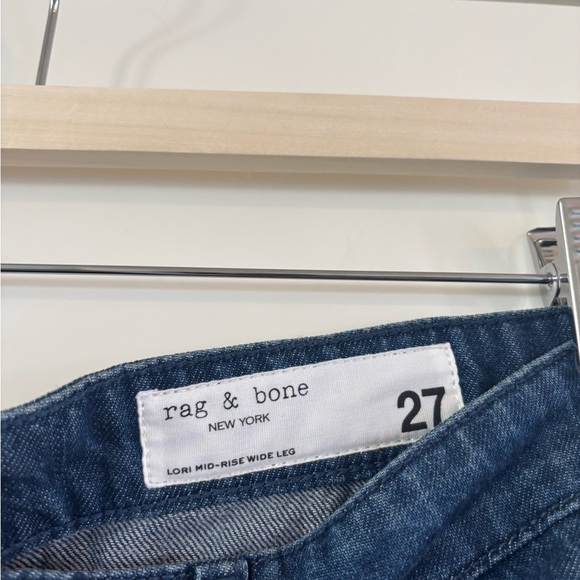 rag & bone
NEW YORK
27
LORI MID-RISE WIDE LEG